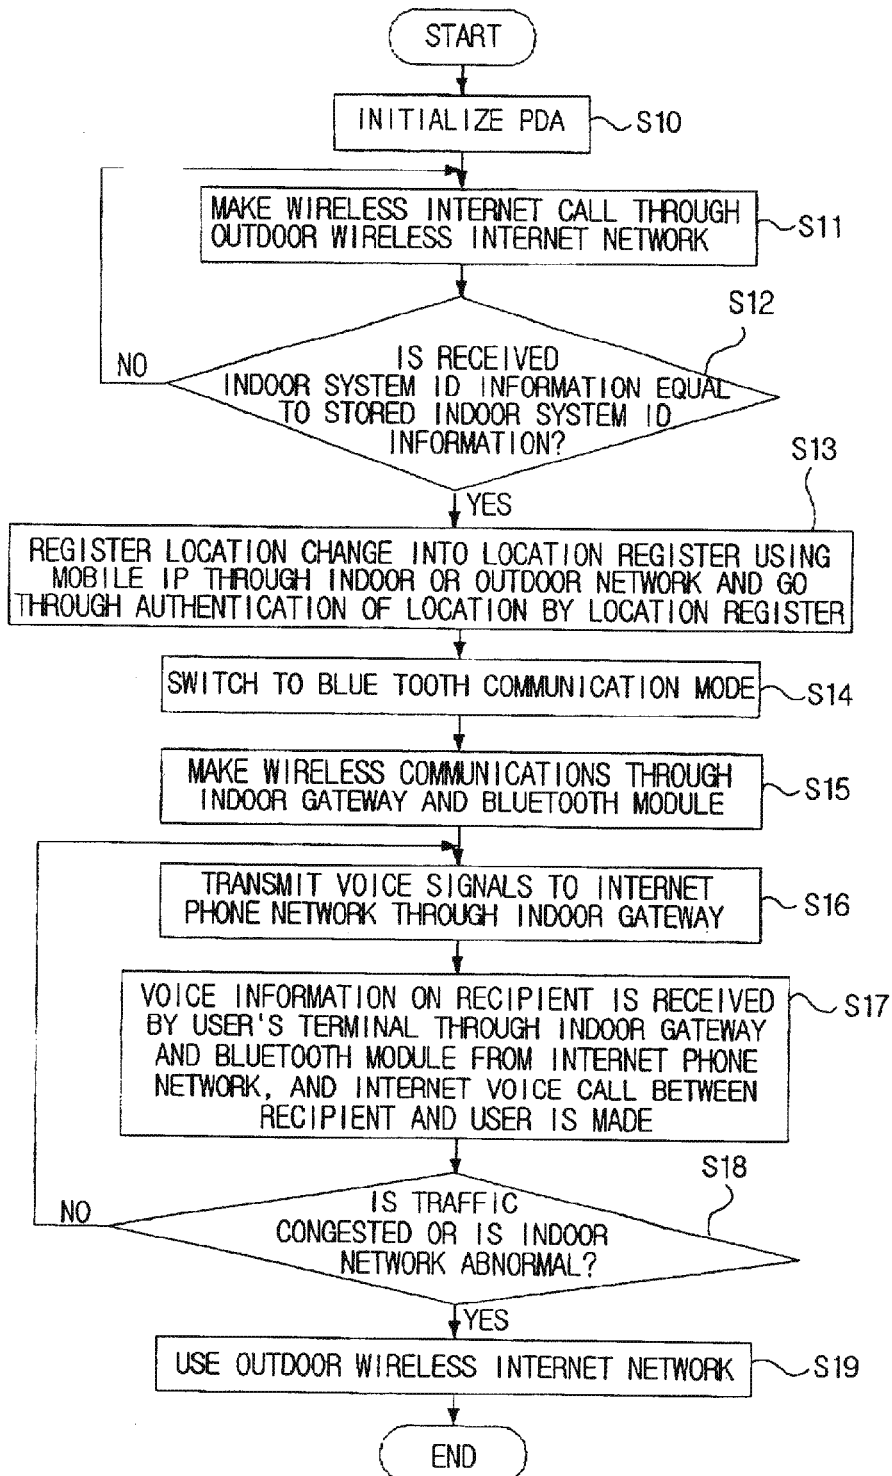 START
INITIALIZE PDA
S10
MAKE WIRELESS INTERNET CALL THROUGH
OUTDOOR WIRELESS INTERNET NETWORK
S11
S12
NO
IS RECEIVED
INDOOR SYSTEM ID INFORMATION EQUAL
TO STORED INDOOR SYSTEM ID
INFORMATION?
S13
YES
REGISTER LOCATION CHANGE INTO LOCATION REGISTER USING
MOBILE IP THROUGH INDOOR OR OUTDOOR NETWORK AND GO
THROUGH AUTHENTICATION OF LOCATION BY LOCATION REGISTER
SWITCH TO BLUE TOOTH COMMUNICATION MODE
S14
MAKE WIRELESS COMMUNICATIONS THROUGH
INDOOR GATEWAY AND BLUETOOTH MODULE
S15
TRANSMIT VOICE SIGNALS TO INTERNET
PHONE NETWORK THROUGH INDOOR GATEWAY
S16
VOICE INFORMATION ON RECIPIENT IS RECEIVED
BY USER'S TERMINAL THROUGH INDOOR GATEWAY
AND BLUETOOTH MODULE FROM INTERNET PHONE
NETWORK, AND INTERNET VOICE CALL BETWEEN
RECIPIENT AND USER IS MADE
S17
S18
NO
IS TRAFFIC
CONGESTED OR IS INDOOR
NETWORK ABNORMAL?
YES
USE OUTDOOR WIRELESS INTERNET NETWORK
S19
END